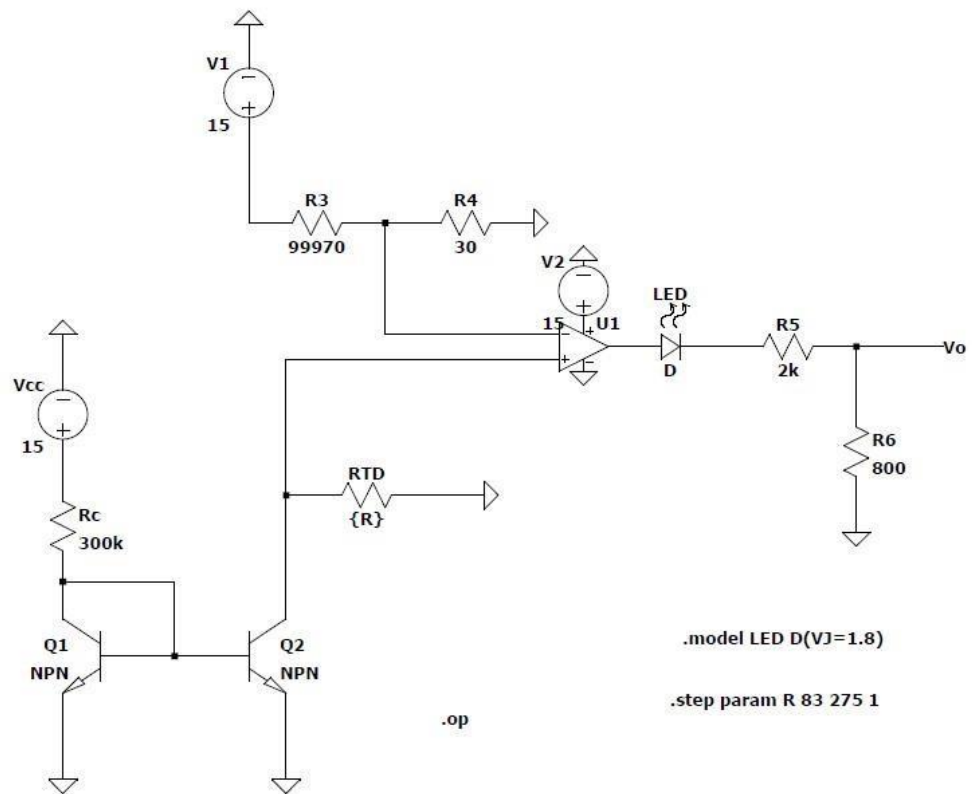 V1
15
R3
99970
R4
30
V2
15
U1
LED
D
R5
2k
Vo
R6
800
Vcc
15
Rc
300k
RTD
{R}
Q1
NPN
Q2
NPN
.op
.model LED D(VJ=1.8)
.step param R 83 275 1